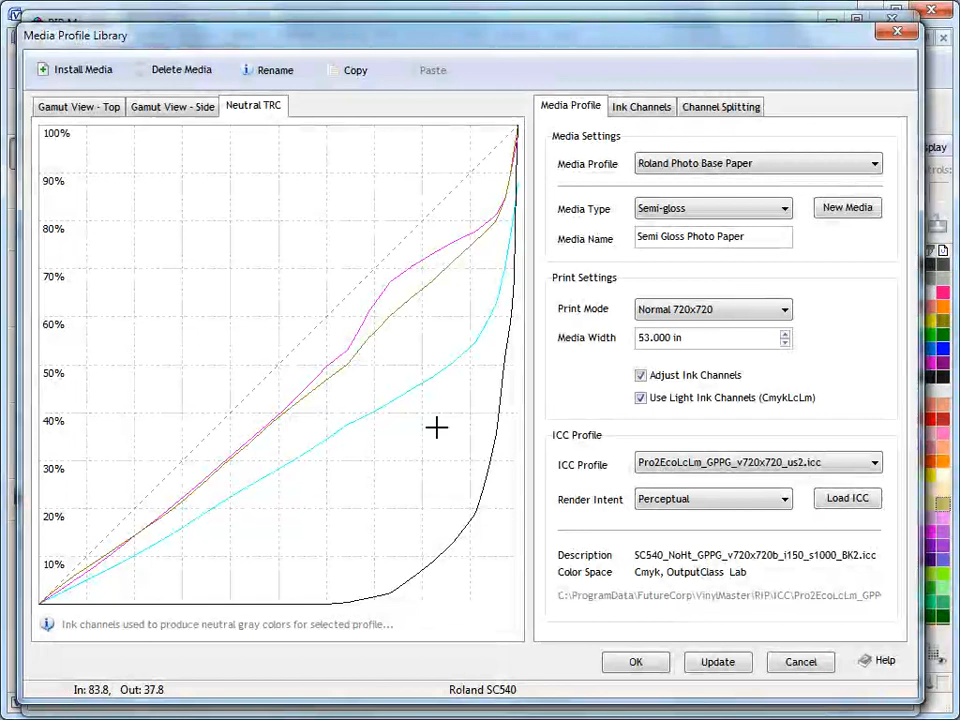 Media Profile Library
Install Media Delete Media Rename Copy Paste
Gamut View - Top Gamut View - Side Neutral TRC
100%
90%
80%
70%
60%
50%
40%
30%
20%
10%
Ink channels used to produce neutral gray colors for selected profile...
Media Profile Ink Channels Channel Splitting
Media Settings
Media Profile Roland Photo Base Paper
Media Type Semi-gloss New Media
Media Name Semi Gloss Photo Paper
Print Settings
Print Mode Normal 720x720
Media Width 53.000 in
Adjust Ink Channels
Use Light Ink Channels (CmykLcLm)
ICC Profile
ICC Profile Pro2EcoLcLm_GPPG_v720x720_us2.icc
Render Intent Perceptual Load ICC
Description SC540_NoHt_GPPG_v720x720b_i150_s1000_BK2.icc
Color Space Cmyk, OutputClass Lab
C:\ProgramData\FutureCorp\VinylMaster\RIP\ICC\Pro2EcoLcLm_GPP
OK Update Cancel Help
In: 83.8, Out: 37.8 Roland SC540